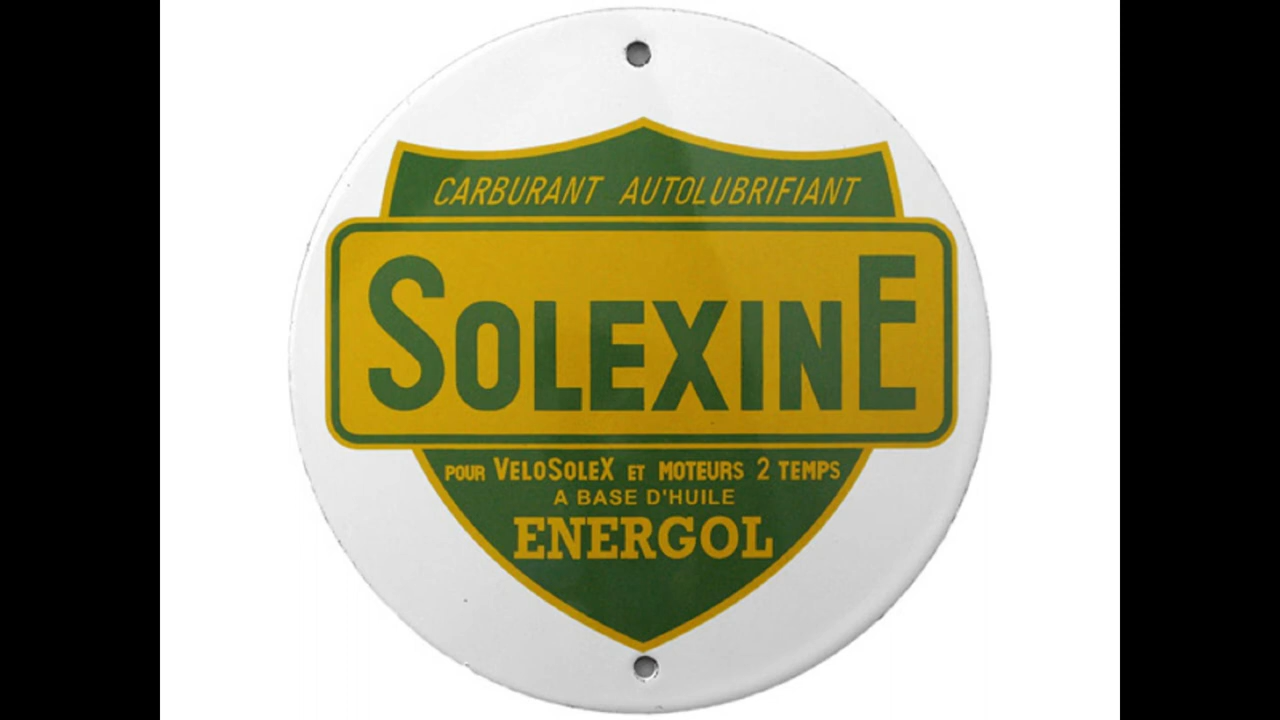 CARBURANT AUTOLUBRIFIANT
SOLEXINE
POUR VELOSOLEX ET MOTEURS 2 TEMPS
A BASE D'HUILE
ENERGOL